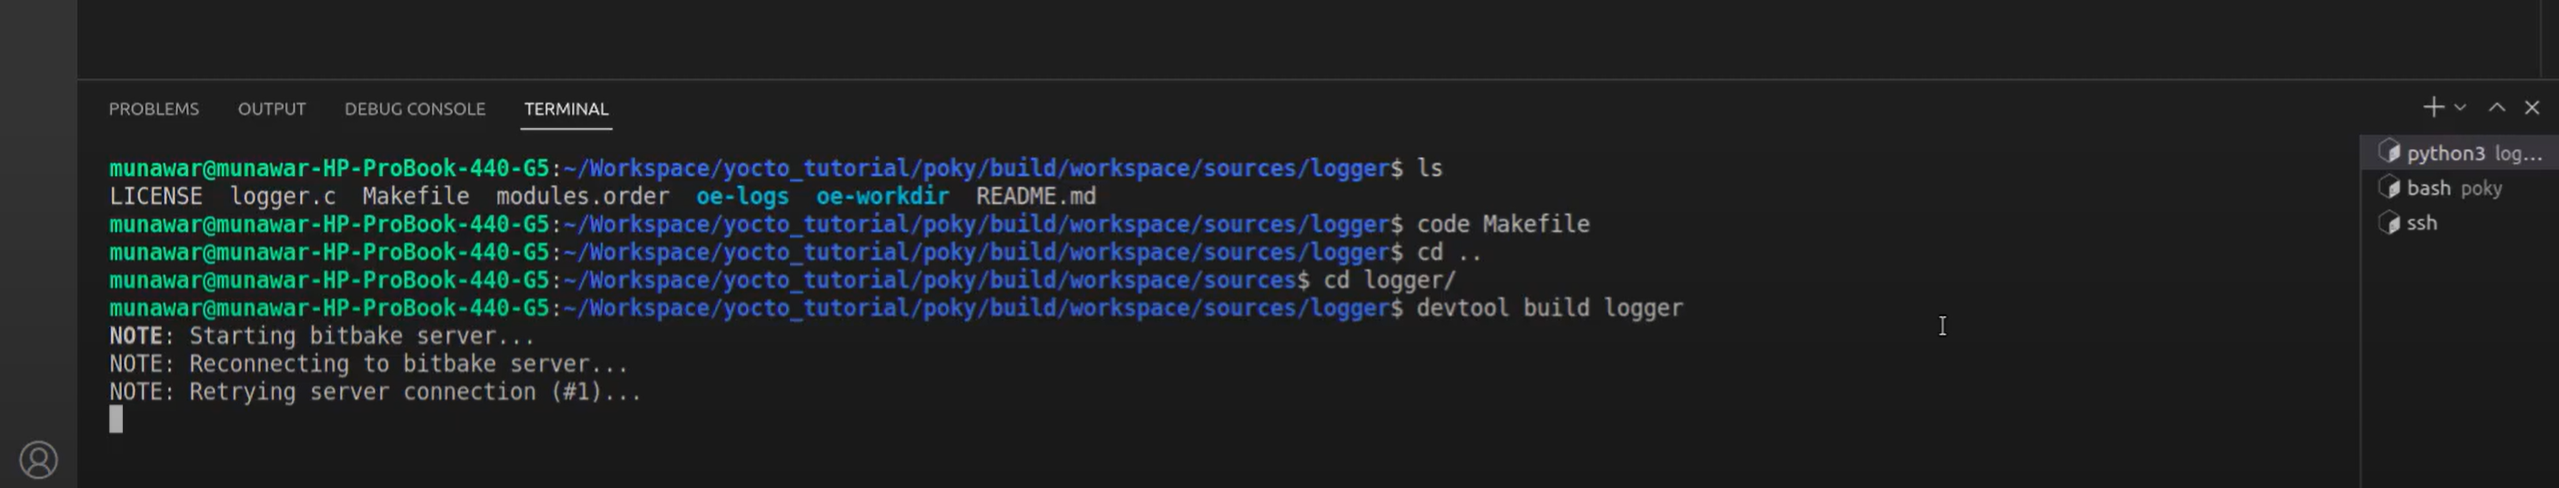 PROBLEMS OUTPUT DEBUG CONSOLE TERMINAL
munawar@munawar-HP-ProBook-440-G5:~/Workspace/yocto_tutorial/poky/build/workspace/sources/logger$ ls
LICENSE logger.c Makefile modules.order oe-logs oe-workdir README.md
munawar@munawar-HP-ProBook-440-G5:~/Workspace/yocto_tutorial/poky/build/workspace/sources/logger$ code Makefile
munawar@munawar-HP-ProBook-440-G5:~/Workspace/yocto_tutorial/poky/build/workspace/sources/logger$ cd ..
munawar@munawar-HP-ProBook-440-G5:~/Workspace/yocto_tutorial/poky/build/workspace/sources$ cd logger/
munawar@munawar-HP-ProBook-440-G5:~/Workspace/yocto_tutorial/poky/build/workspace/sources/logger$ devtool build logger
NOTE: Starting bitbake server...
NOTE: Reconnecting to bitbake server...
NOTE: Retrying server connection (#1)...
python3 log...
bash poky
ssh